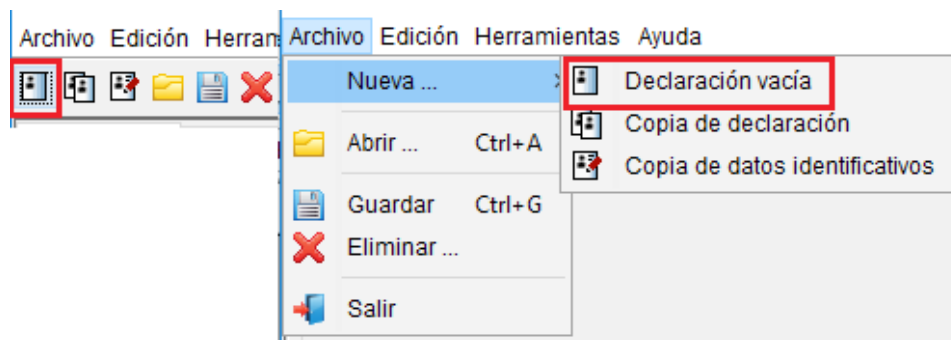 Archivo Edición Herram
Archivo Edición Herramientas Ayuda
Nueva ...
Declaración vacía
Copia de declaración
Copia de datos identificativos
Abrir ... Ctrl+A
Guardar Ctrl+G
Eliminar ...
Salir